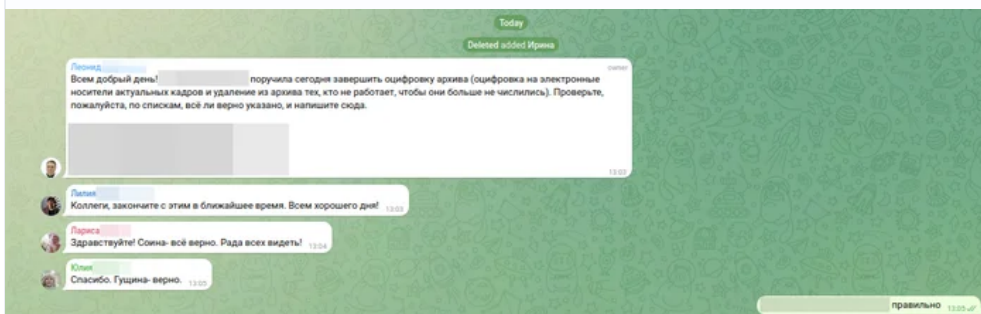 Today
Deleted added Ирина
Леонид
owner
Всем добрый день! поручила сегодня завершить оцифровку архива (оцифровка на электронные
носители актуальных кадров и удаление из архива тех, кто не работает, чтобы они больше не числились). Проверьте,
пожалуйста, по спискам, всё ли верно указано, и напишите сюда.
13:03
Лилия
Коллеги, закончите с этим в ближайшее время. Всем хорошего дня! 13:03
Лариса
Здравствуйте! Соина- всё верно. Рада всех видеть! 13:04
Юлия
Спасибо. Гущина- верно. 13:05
правильно 13:05